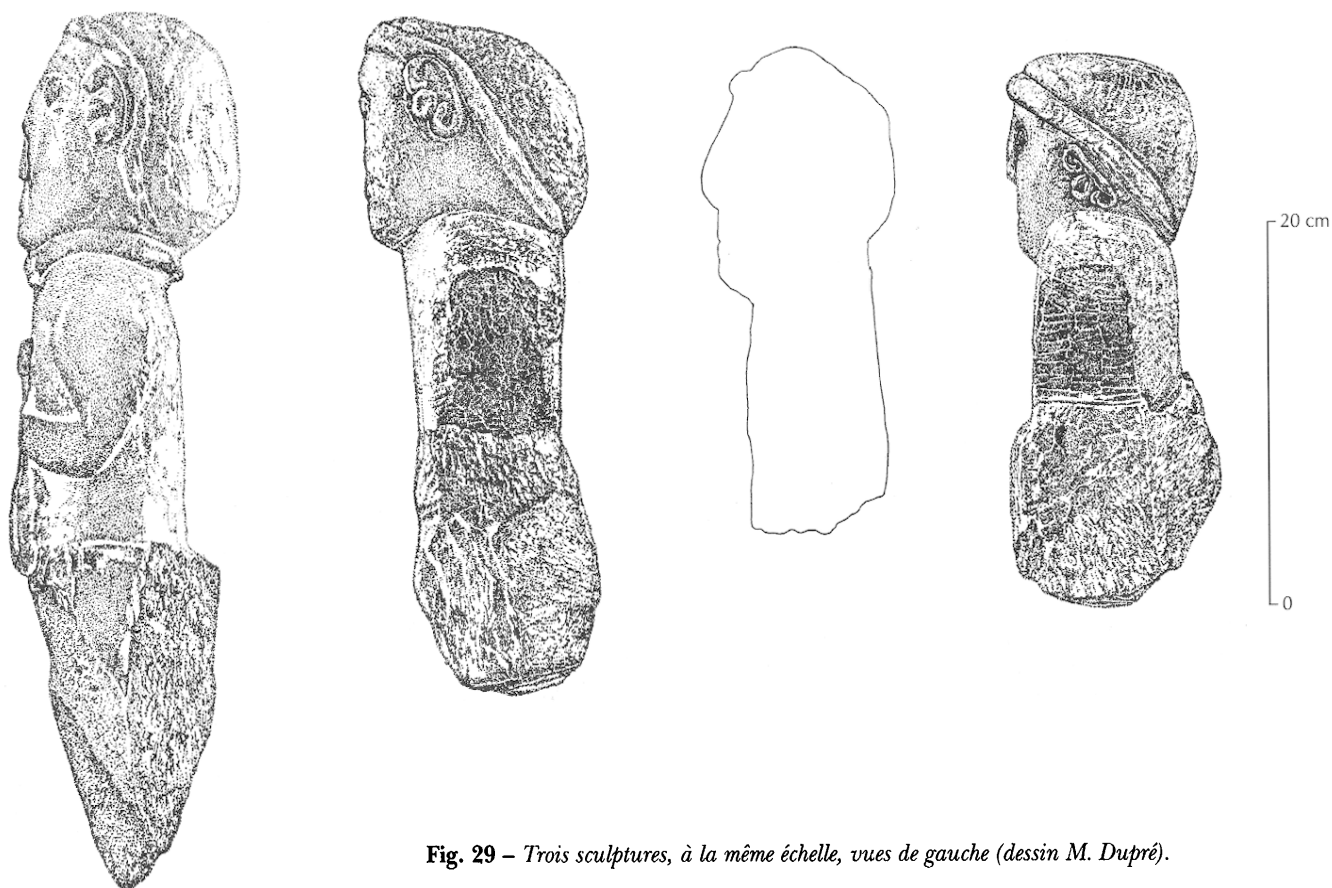 20 cm
0
Fig. 29 – Trois sculptures, à la même échelle, vues de gauche (dessin M. Dupré).